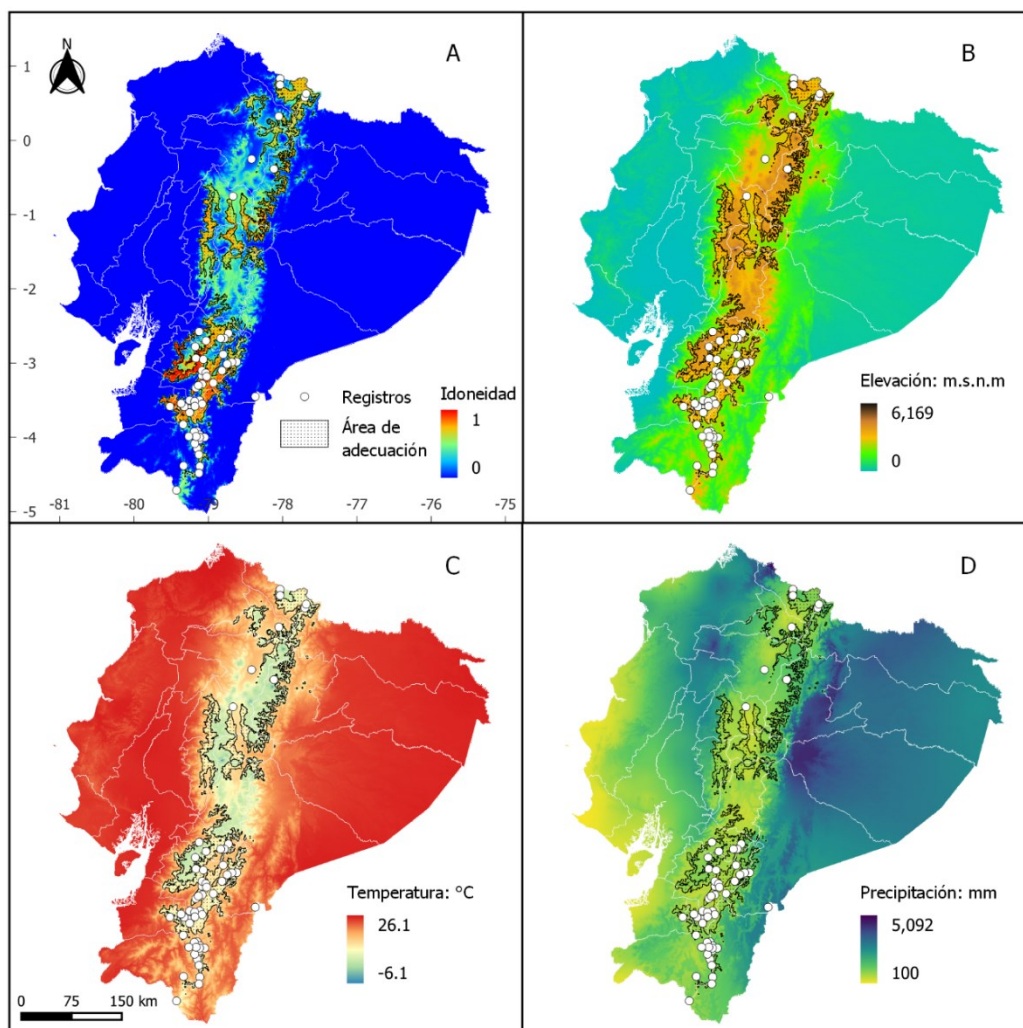 N
A
1
0
-1
-2
-3
-4
-5
-81
-80
-79
-78
-77
-76
-75
Registros
Área de
adecuación
Idoneidad
1
0
B
Elevación: m.s.n.m
6,169
0
C
Temperatura: °C
26.1
-6.1
0 75 150 km
D
Precipitación: mm
5,092
100